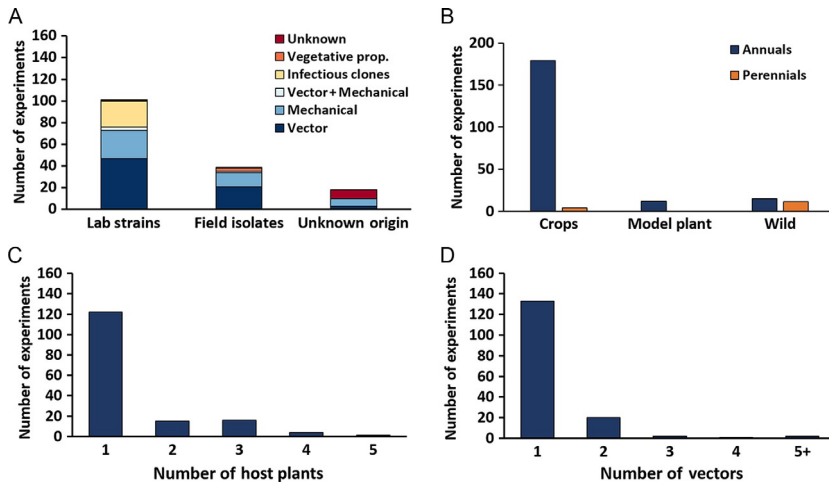 A
Number of experiments
160
140
120
100
80
60
40
20
0
Unknown
Vegetative prop.
Infectious clones
Vector+Mechanical
Mechanical
Vector
Lab strains
Field isolates
Unknown origin
B
Number of experiments
200
150
100
50
0
Annuals
Perennials
Crops
Model plant
Wild
C
Number of experiments
160
140
120
100
80
60
40
20
0
1 2 3 4 5
Number of host plants
D
Number of experiments
160
140
120
100
80
60
40
20
0
1 2 3 4 5+
Number of vectors